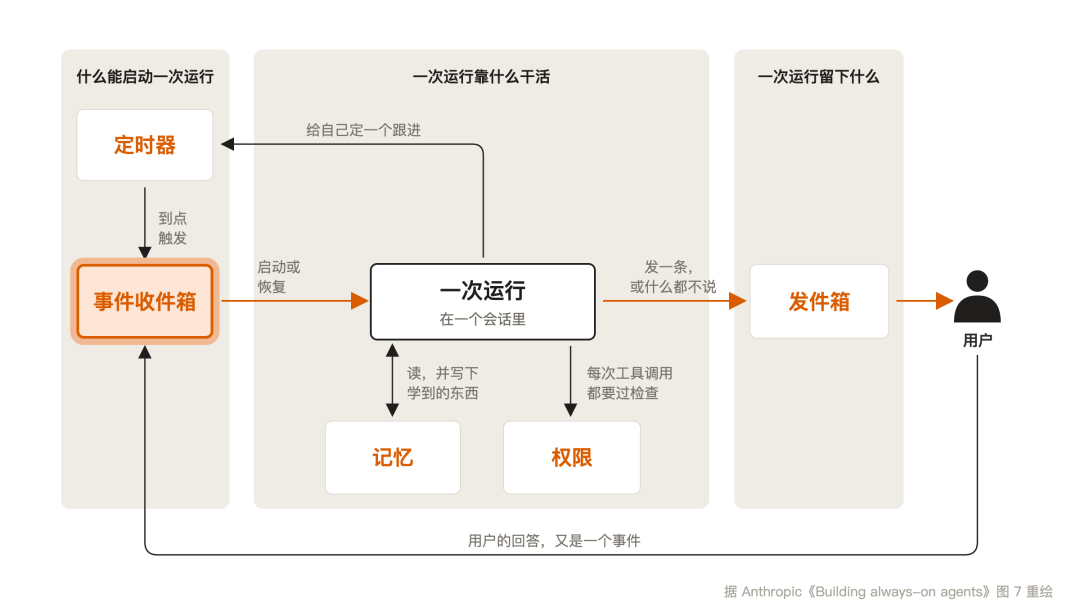 什么能启动一次运行
一次运行靠什么干活
一次运行留下什么
定时器
给自己定一个跟进
到点
触发
事件收件箱
启动或
恢复
一次运行
在一个会话里
发一条，
或什么都不说
发件箱
用户
读，并写下
学到的东西
每次工具调用
都要过检查
记忆
权限
用户的回答，又是一个事件
据 Anthropic《Building always-on agents》图 7 重绘